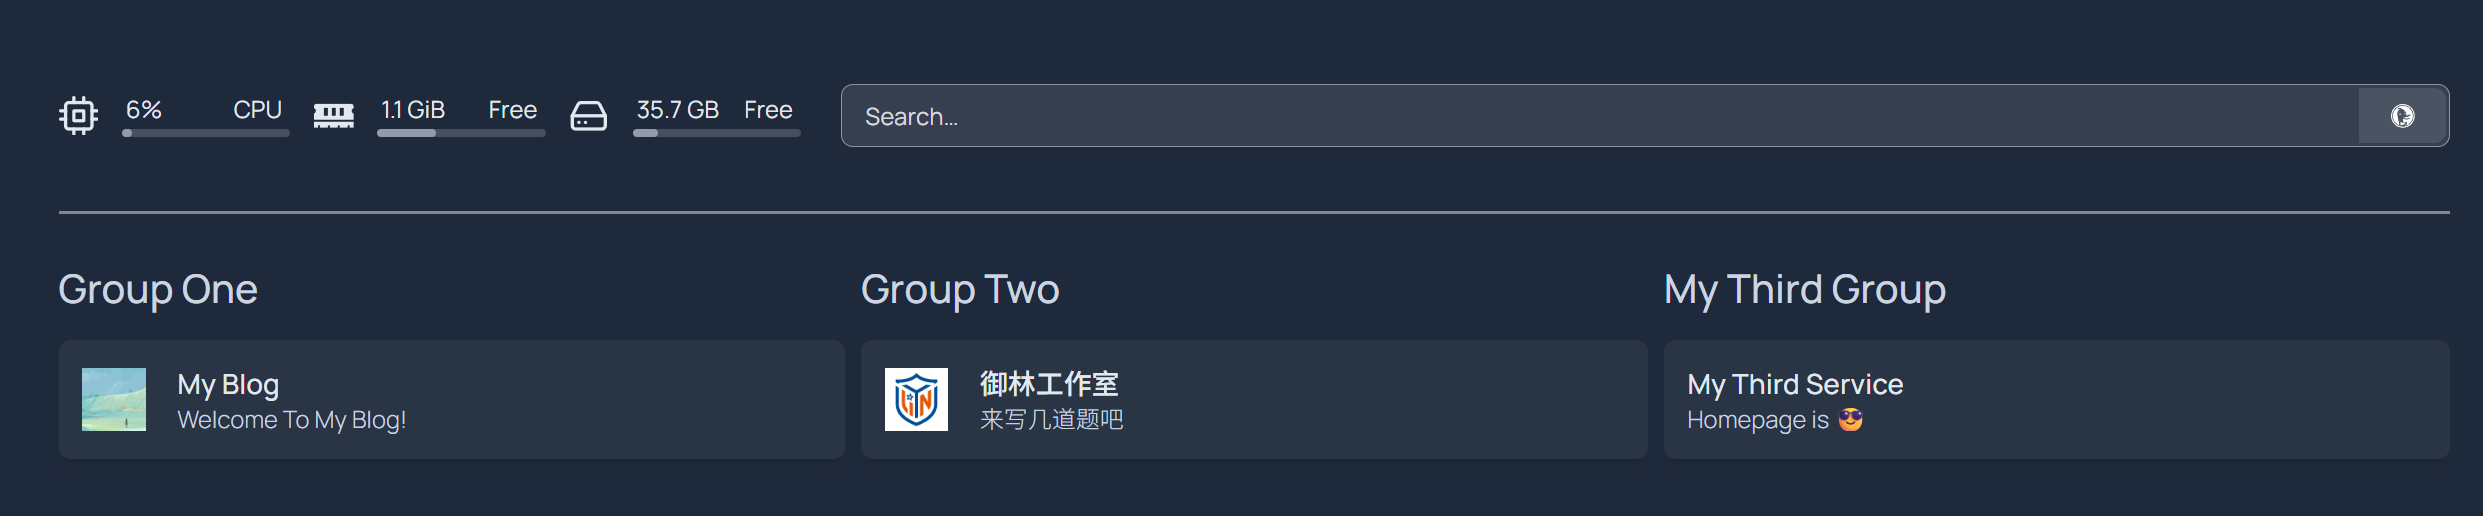 6% CPU 1.1 GiB Free 35.7 GB Free Search...
Group One Group Two My Third Group
My Blog
Welcome To My Blog!
御林工作室
来写几道题吧
My Third Service
Homepage is 😎